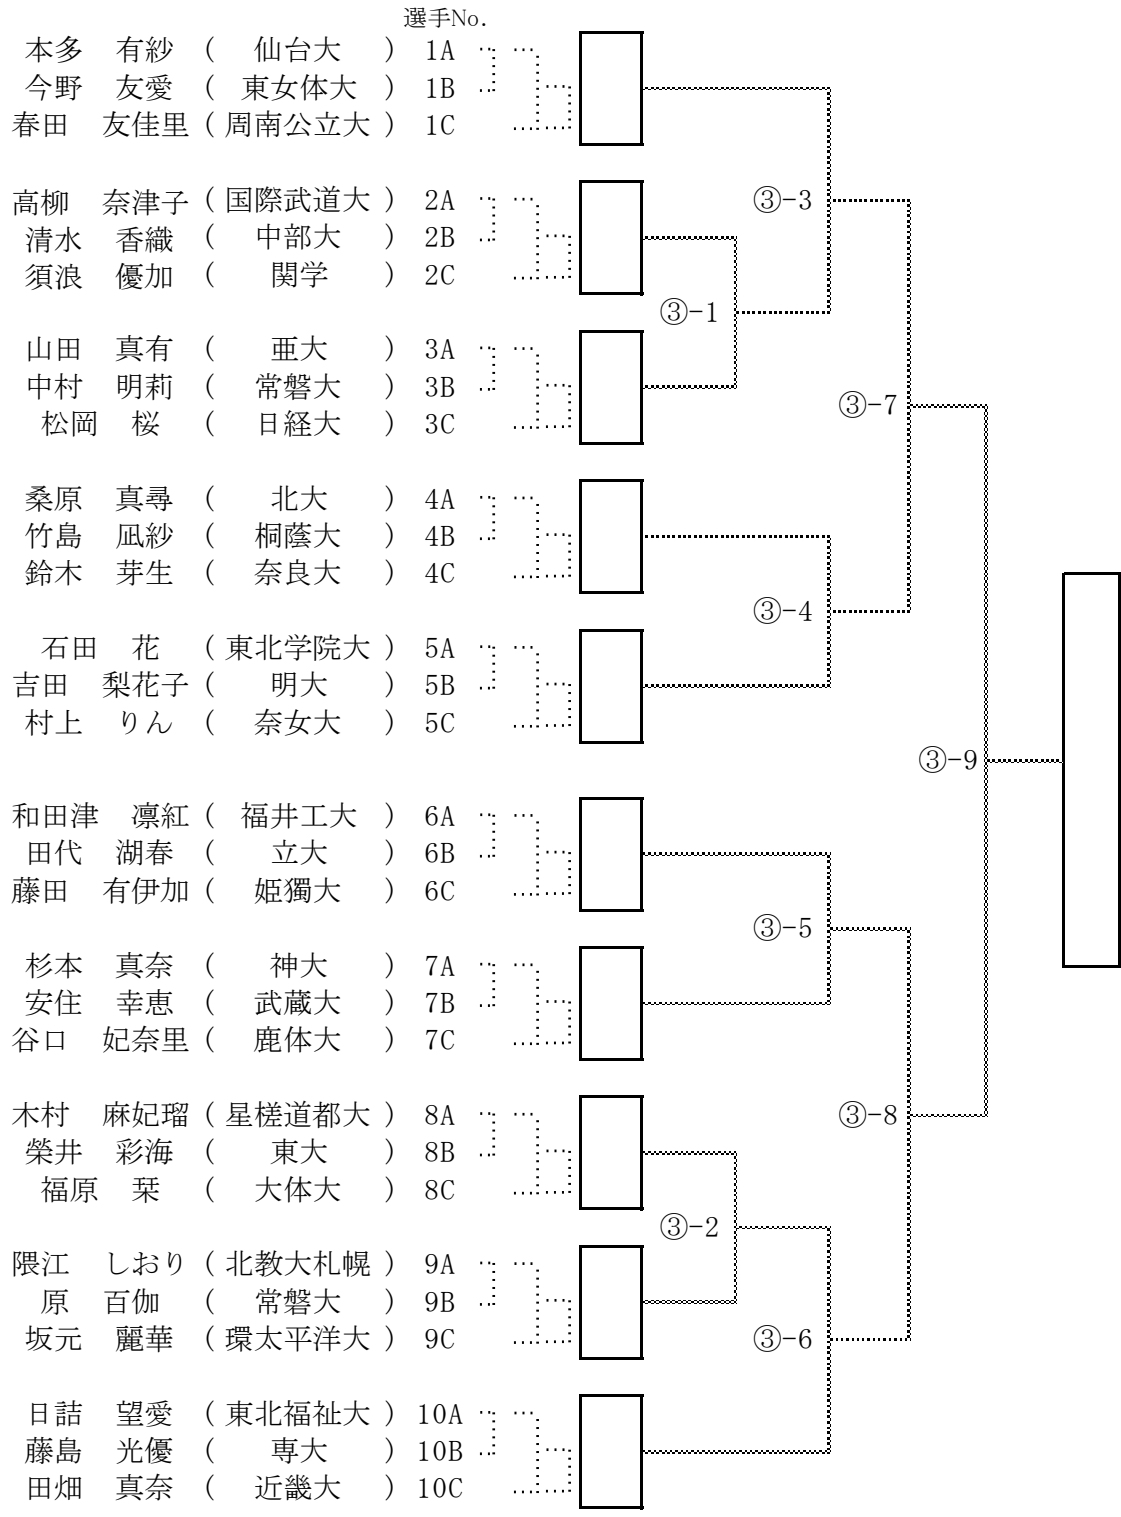 選手No.
本多 有紗 ( 仙台大 ) 1A
今野 友愛 ( 東女体大 ) 1B
春田 友佳里 ( 周南公立大 ) 1C
高柳 奈津子 ( 国際武道大 ) 2A
③-3
清水 香織 ( 中部大 ) 2B
須浪 優加 ( 関学 ) 2C
③-1
山田 真有 ( 亜大 ) 3A
中村 明莉 ( 常磐大 ) 3B
③-7
松岡 桜 ( 日経大 ) 3C
桑原 真尋 ( 北大 ) 4A
竹島 凪紗 ( 桐蔭大 ) 4B
鈴木 芽生 ( 奈良大 ) 4C
③-4
石田 花 ( 東北学院大 ) 5A
吉田 梨花子 ( 明大 ) 5B
村上 りん ( 奈女大 ) 5C
③-9
和田津 凛紅 ( 福井工大 ) 6A
田代 湖春 ( 立大 ) 6B
藤田 有伊加 ( 姫獨大 ) 6C
③-5
杉本 真奈 ( 神大 ) 7A
安住 幸恵 ( 武蔵大 ) 7B
谷口 妃奈里 ( 鹿体大 ) 7C
木村 麻妃瑠 ( 星槎道都大 ) 8A
③-8
榮井 彩海 ( 東大 ) 8B
福原 栞 ( 大体大 ) 8C
③-2
隈江 しおり ( 北教大札幌 ) 9A
原 百伽 ( 常磐大 ) 9B
坂元 麗華 ( 環太平洋大 ) 9C
③-6
日詰 望愛 ( 東北福祉大 ) 10A
藤島 光優 ( 専大 ) 10B
田畑 真奈 ( 近畿大 ) 10C